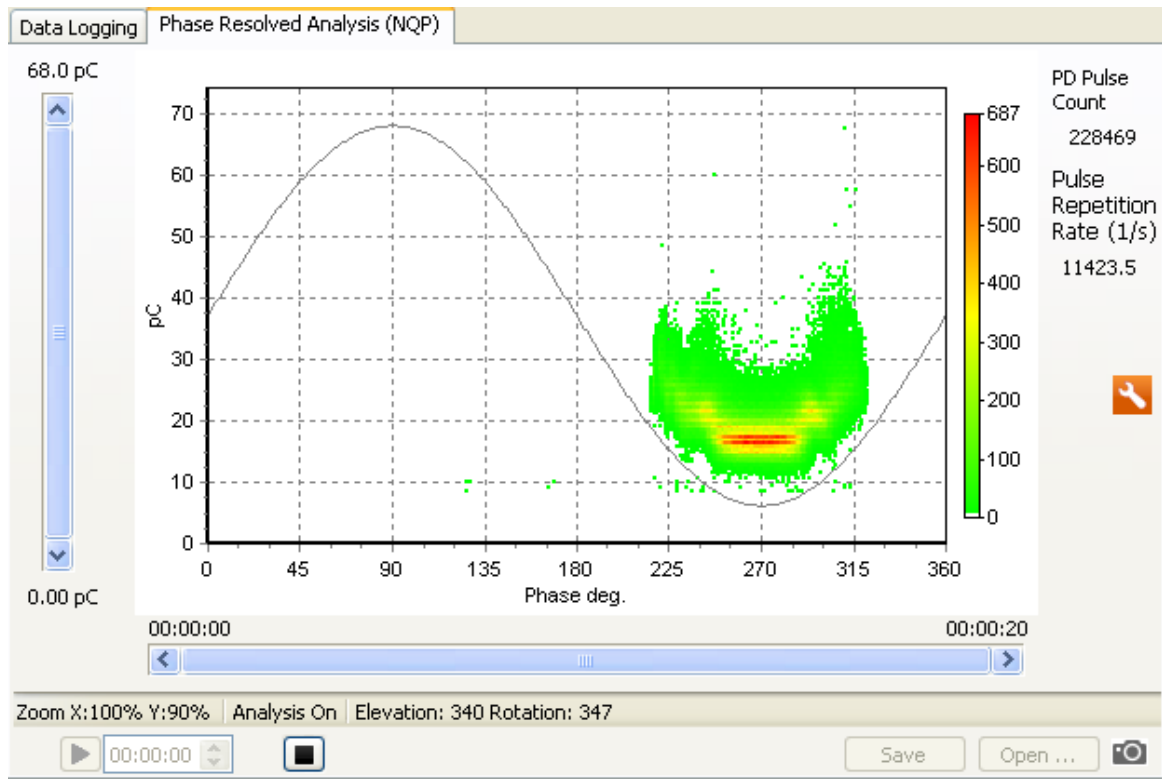 Data Logging
Phase Resolved Analysis (NQP)
68.0 pC
0.00 pC
pC
70
60
50
40
30
20
10
0
0 45 90 135 180 225 270 315 360
Phase deg.
687
600
500
400
300
200
100
0
PD Pulse
Count
228469
Pulse
Repetition
Rate (1/s)
11423.5
00:00:00 00:00:20
Zoom X:100% Y:90% Analysis On Elevation: 340 Rotation: 347
00:00:00 Save Open ...